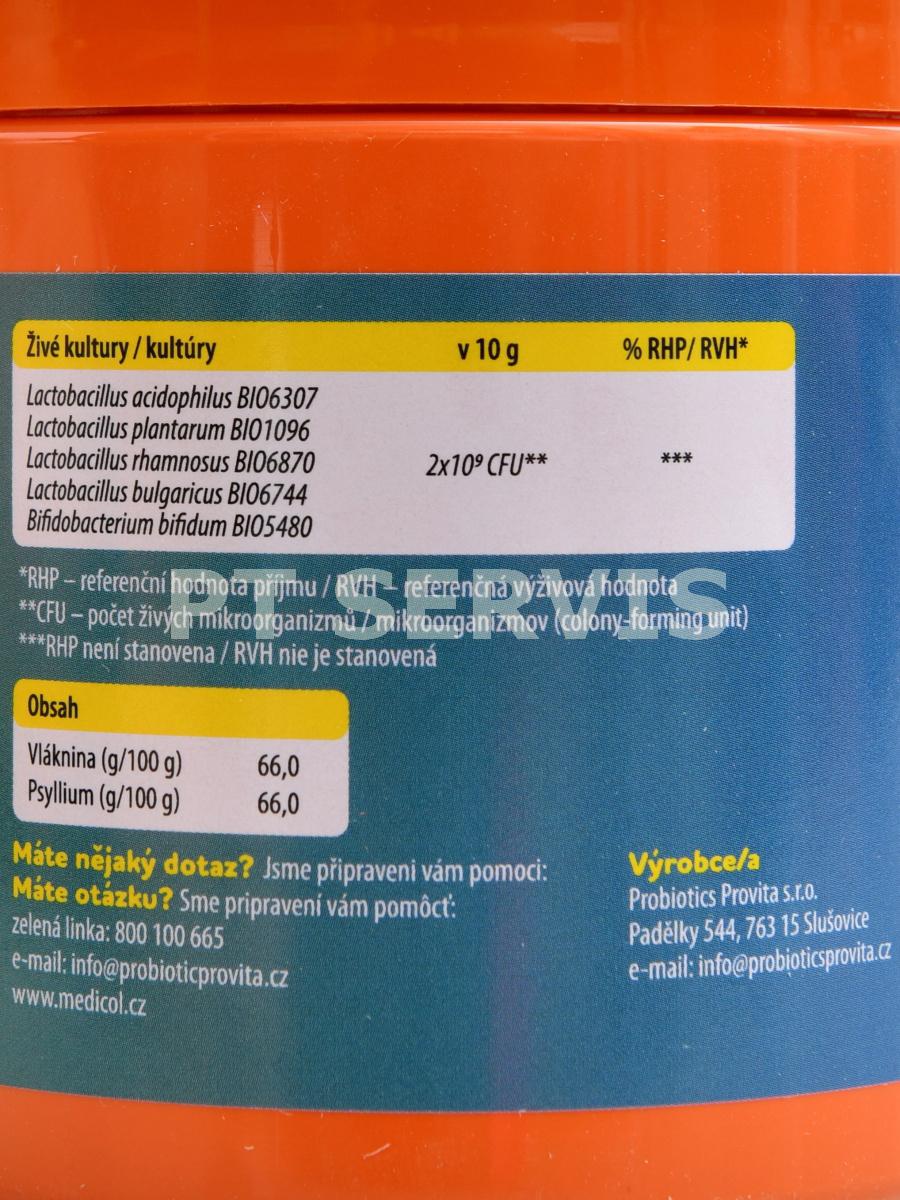 Živé kultury / kultúry v 10 g % RHP/ RVH*
Lactobacillus acidophilus BIO6307
Lactobacillus plantarum BIO1096
Lactobacillus rhamnosus BIO6870 2x10⁹ CFU** ***
Lactobacillus bulgaricus BIO6744
Bifidobacterium bifidum BIO5480
*RHP – referenční hodnota příjmu / RVH – referenčná výživová hodnota
**CFU – počet živých mikroorganizmů / mikroorganizmov (colony-forming unit)
***RHP není stanovena / RVH nie je stanovená
PT SERVIS
Obsah
Vláknina (g/100 g) 66,0
Psyllium (g/100 g) 66,0
Máte nějaký dotaz? Jsme připraveni vám pomoci:
Máte otázku? Sme pripravení vám pomôcť:
zelená linka: 800 100 665
e-mail: info@probioticprovita.cz
www.medicol.cz
Výrobce/a
Probiotics Provita s.r.o.
Padělky 544, 763 15 Slušovice
e-mail: info@probioticsprovita.cz